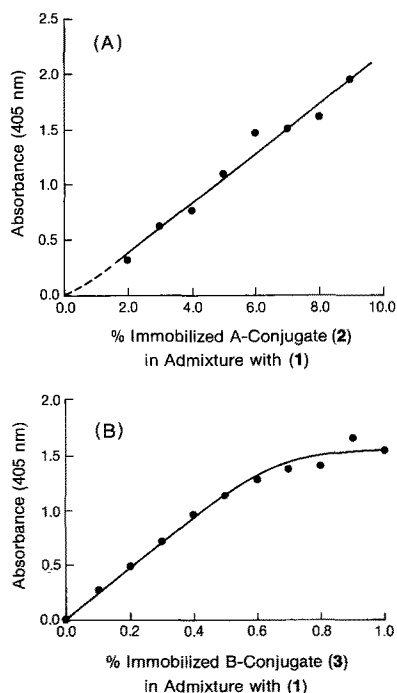 (A)
2.5
2.0
1.5
1.0
0.5
0.0
Absorbance (405 nm)
0.0 2.0 4.0 6.0 8.0 10.0
% Immobilized A-Conjugate (2)
in Admixture with (1)
(B)
2.0
1.5
1.0
0.5
0.0
Absorbance (405 nm)
0.0 0.2 0.4 0.6 0.8 1.0
% Immobilized B-Conjugate (3)
in Admixture with (1)